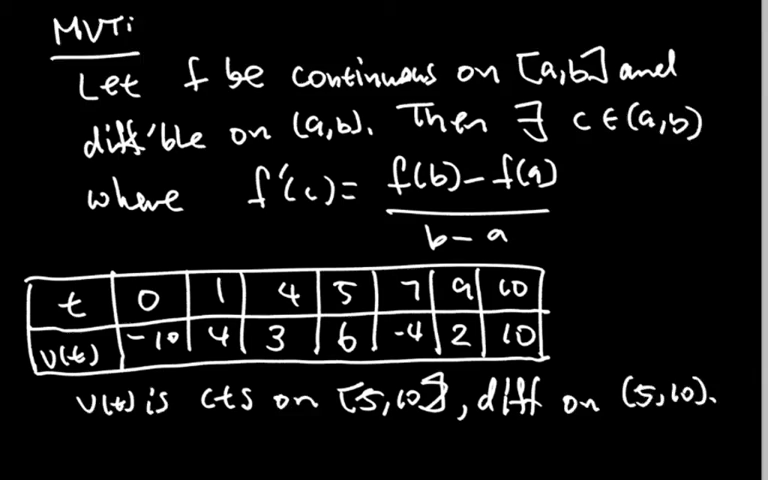 MVT:
Let f be continuous on [a,b] and
diff'ble on (a,b). Then ∃ c ∈ (a,b)
where f'(c) = f(b) - f(a)
b - a
t 0 1 4 5 7 9 10
v(t) -10 4 3 6 -4 2 10
v(t) is cts on [5,10], diff on (5,10).